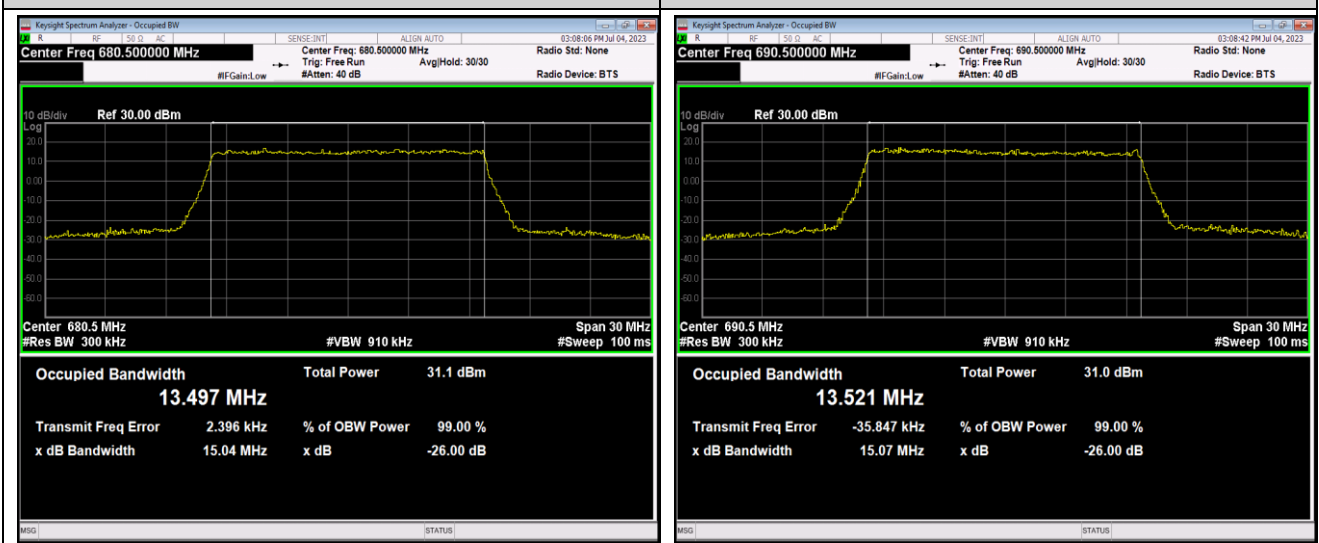 Keysight Spectrum Analyzer - Occupied BW
R RF 50 Ω AC SENSE:INT ALIGN AUTO 03:08:06 PM Jul 04, 2023
Center Freq 680.500000 MHz
Center Freq: 680.500000 MHz
Radio Std: None
Trig: Free Run Avg|Hold: 30/30
#IFGain:Low
#Atten: 40 dB
Radio Device: BTS
10 dB/div Ref 30.00 dBm
Log
20.0
10.0
0.00
-10.0
-20.0
-30.0
-40.0
-50.0
-60.0
Center 680.5 MHz Span 30 MHz
#Res BW 300 kHz #VBW 910 kHz #Sweep 100 ms
Occupied Bandwidth Total Power 31.1 dBm
13.497 MHz
Transmit Freq Error 2.396 kHz % of OBW Power 99.00 %
x dB Bandwidth 15.04 MHz x dB -26.00 dB
MSG STATUS
Keysight Spectrum Analyzer - Occupied BW
R RF 50 Ω AC SENSE:INT ALIGN AUTO 03:08:42 PM Jul 04, 2023
Center Freq 690.500000 MHz
Center Freq: 690.500000 MHz
Radio Std: None
Trig: Free Run Avg|Hold: 30/30
#IFGain:Low
#Atten: 40 dB
Radio Device: BTS
10 dB/div Ref 30.00 dBm
Log
20.0
10.0
0.00
-10.0
-20.0
-30.0
-40.0
-50.0
-60.0
Center 690.5 MHz Span 30 MHz
#Res BW 300 kHz #VBW 910 kHz #Sweep 100 ms
Occupied Bandwidth Total Power 31.0 dBm
13.521 MHz
Transmit Freq Error -35.847 kHz % of OBW Power 99.00 %
x dB Bandwidth 15.07 MHz x dB -26.00 dB
MSG STATUS